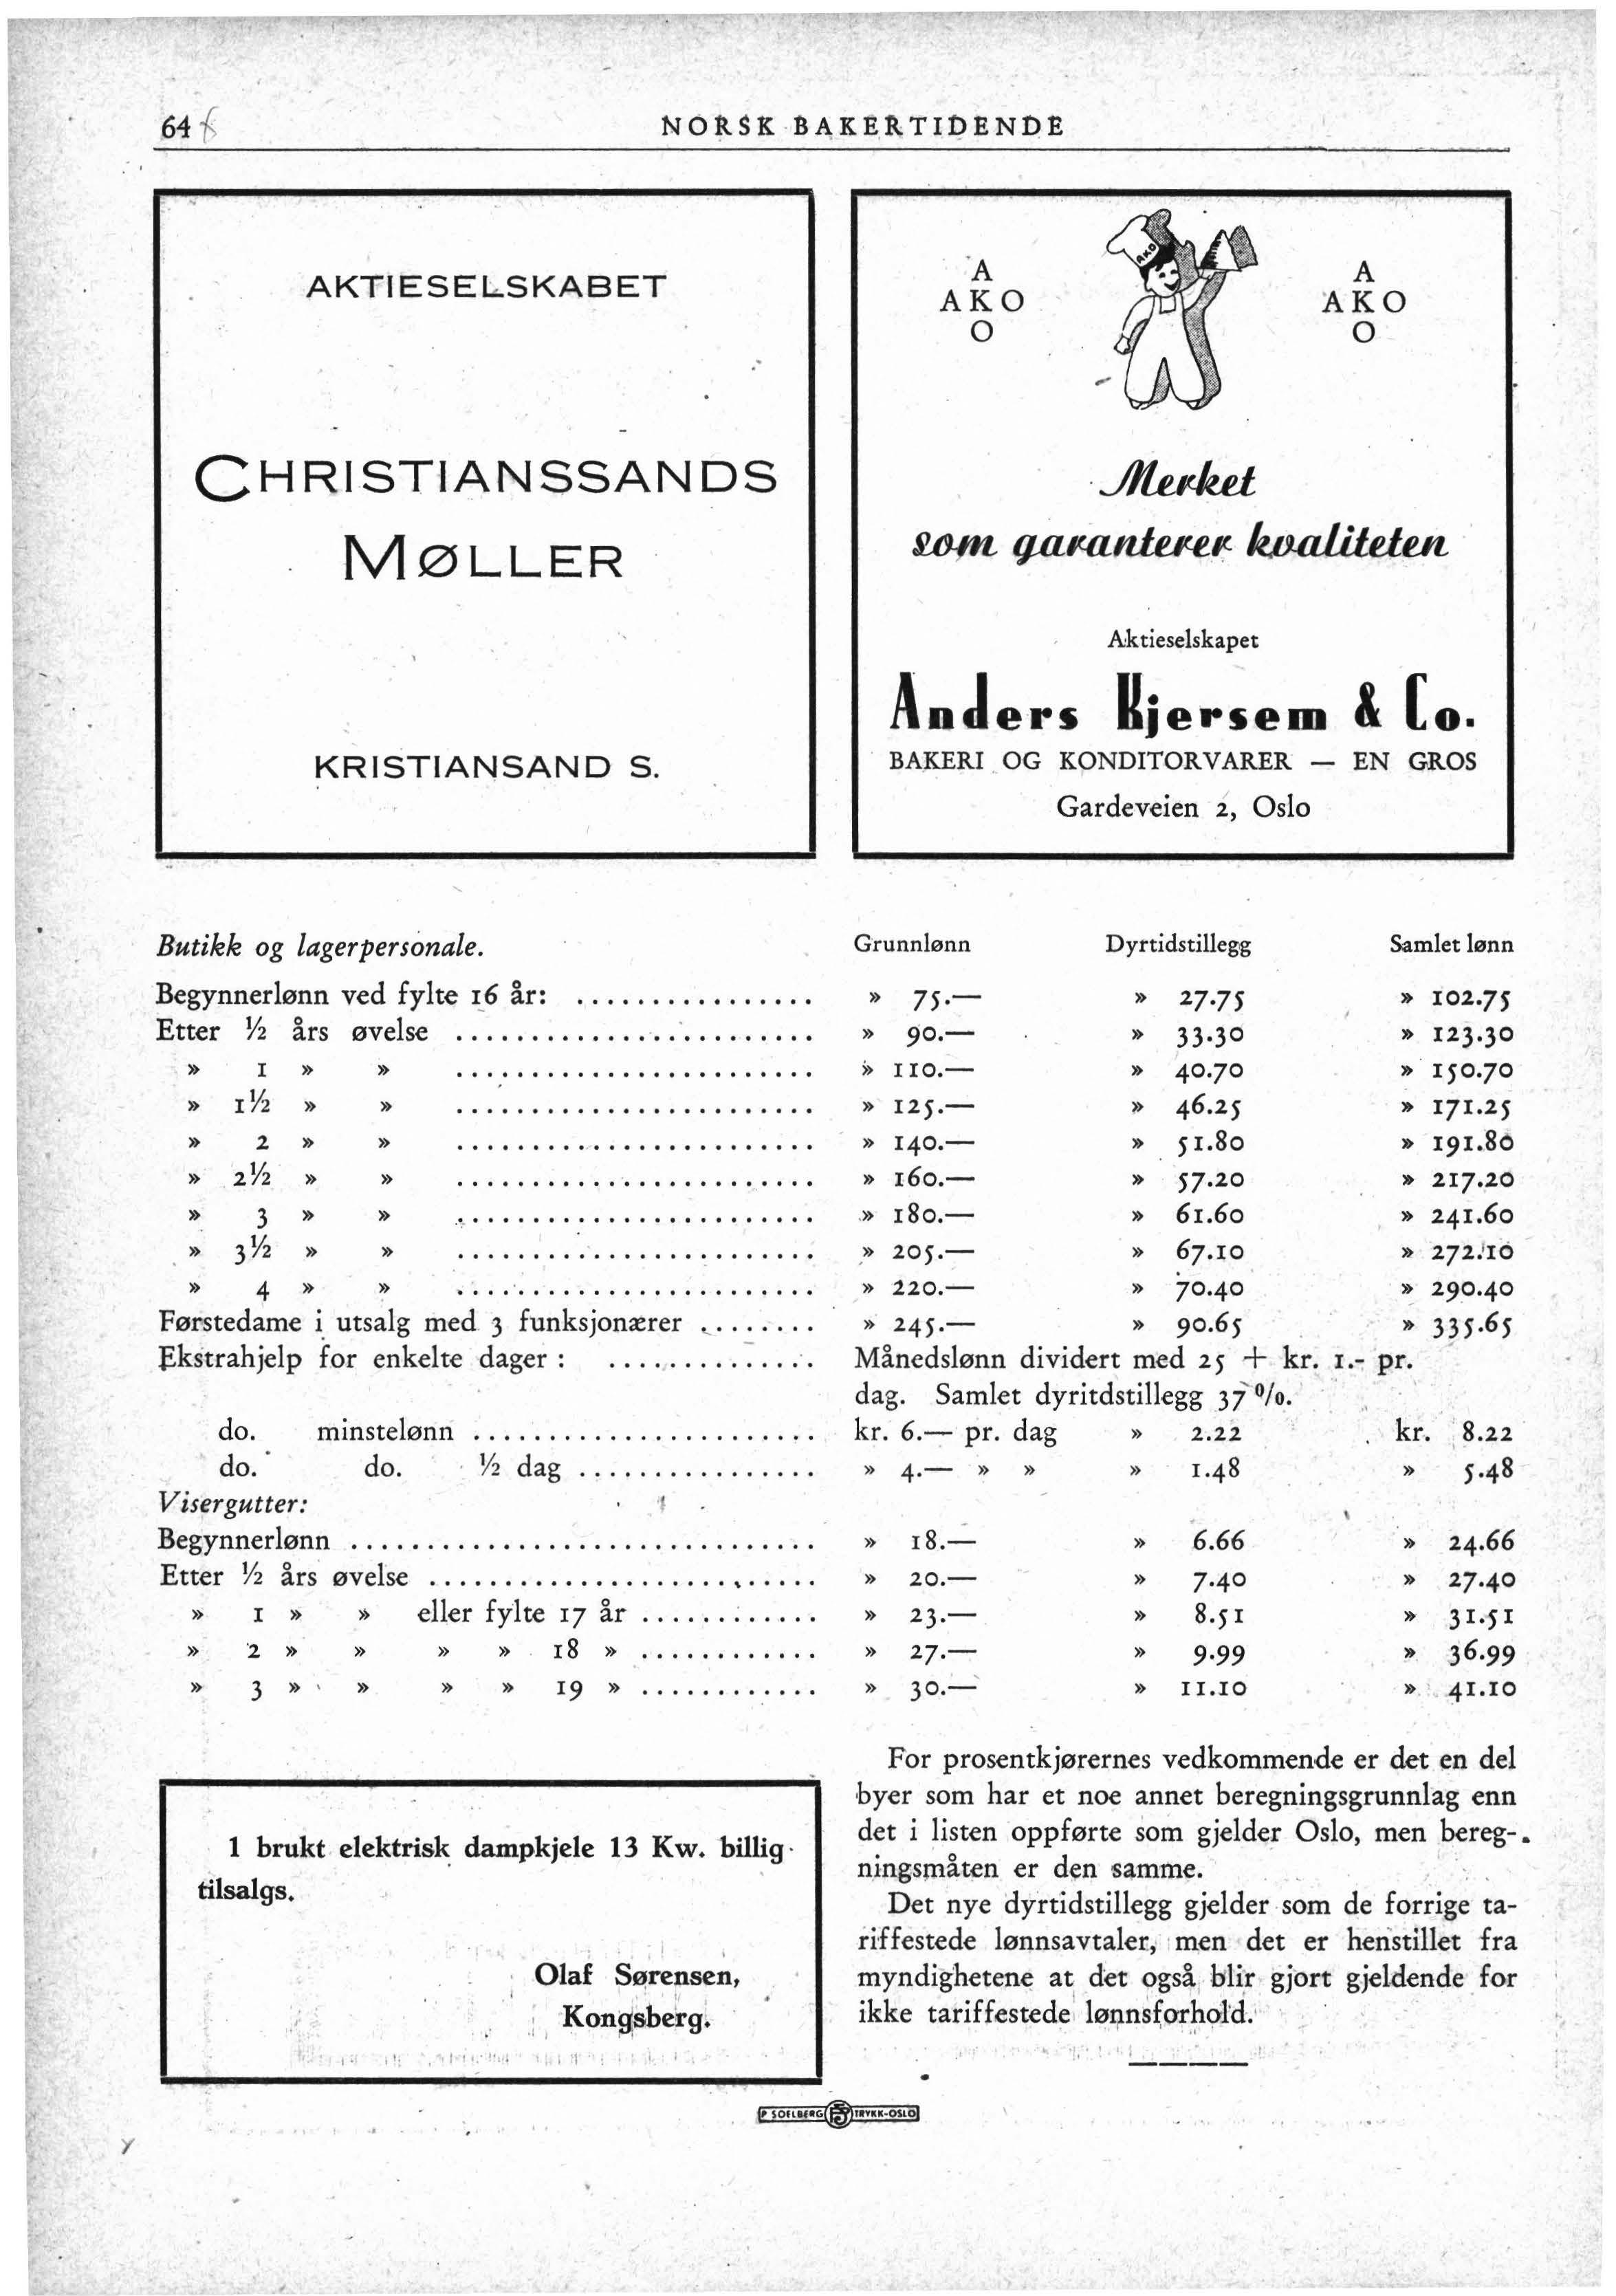 64
NORSK BAKERTIDENDE
AKTIESELSKABET
CHRISTIANSSANDS
MØLLER
KRISTIANSAND S.
A
AKO
O
AKO
A
AKO
O
Merket
som garanterer kvaliteten
Aktieselskapet
Anders Kjersem & Co.
BAKERI OG KONDITORVARER — EN GROS
Gardeveien 2, Oslo
Butikk og lagerpersonale. Grunnlønn Dyrtidstillegg Samlet lønn
Begynnerlønn ved fylte 16 år: ................ » 75.— » 27.75 » 102.75
Etter ½ års øvelse ........................ » 90.— » 33.30 » 123.30
» 1 » » ........................ » 110.— » 40.70 » 150.70
» 1½ » » ........................ » 125.— » 46.25 » 171.25
» 2 » » ........................ » 140.— » 51.80 » 191.80
» 2½ » » ........................ » 160.— » 57.20 » 217.20
» 3 » » ........................ » 180.— » 61.60 » 241.60
» 3½ » » ........................ » 205.— » 67.10 » 272.10
» 4 » » ........................ » 220.— » 70.40 » 290.40
Førstedame i utsalg med 3 funksjonærer ........ » 245.— » 90.65 » 335.65
Ekstrahjelp for enkelte dager : .............. Månedslønn dividert med 25 + kr. 1.- pr.
dag. Samlet dyritdstillegg 37 %.
do. minstelønn ....................... kr. 6.— pr. dag » 2.22 kr. 8.22
do. do. ½ dag ................ » 4.— » » » 1.48 » 5.48
Visergutter:
Begynnerlønn ............................... » 18.— » 6.66 » 24.66
Etter ½ års øvelse .......................... » 20.— » 7.40 » 27.40
» 1 » » eller fylte 17 år ............ » 23.— » 8.51 » 31.51
» 2 » » » » 18 » ............ » 27.— » 9.99 » 36.99
» 3 » » » » 19 » ............ » 30.— » 11.10 » 41.10
1 brukt elektrisk dampkjele 13 Kw. billig
tilsalgs.
Olaf Sørensen,
Kongsberg.
For prosentkjørernes vedkommende er det en del
byer som har et noe annet beregningsgrunnlag enn
det i listen oppførte som gjelder Oslo, men bereg-
ningsmåten er den samme.
Det nye dyrtidstillegg gjelder som de forrige ta-
riffestede lønnsavtaler, men det er henstillet fra
myndighetene at det også blir gjort gjeldende for
ikke tariffestede lønnsforhold.
P SOELBERG PS TRYKK-OSLO